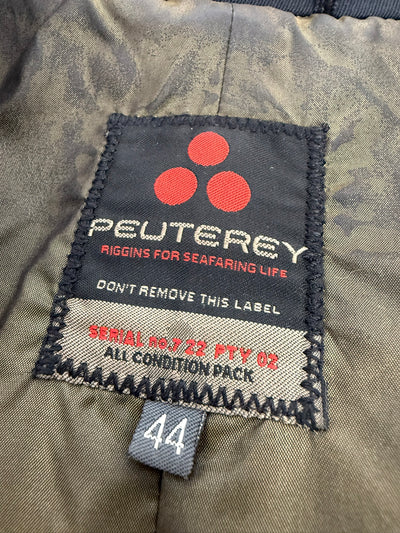 PEUTEREY
RIGGINS FOR SEAFARING LIFE
DON'T REMOVE THIS LABEL
SERIAL no.7 22 PTY 02
ALL CONDITION PACK
44